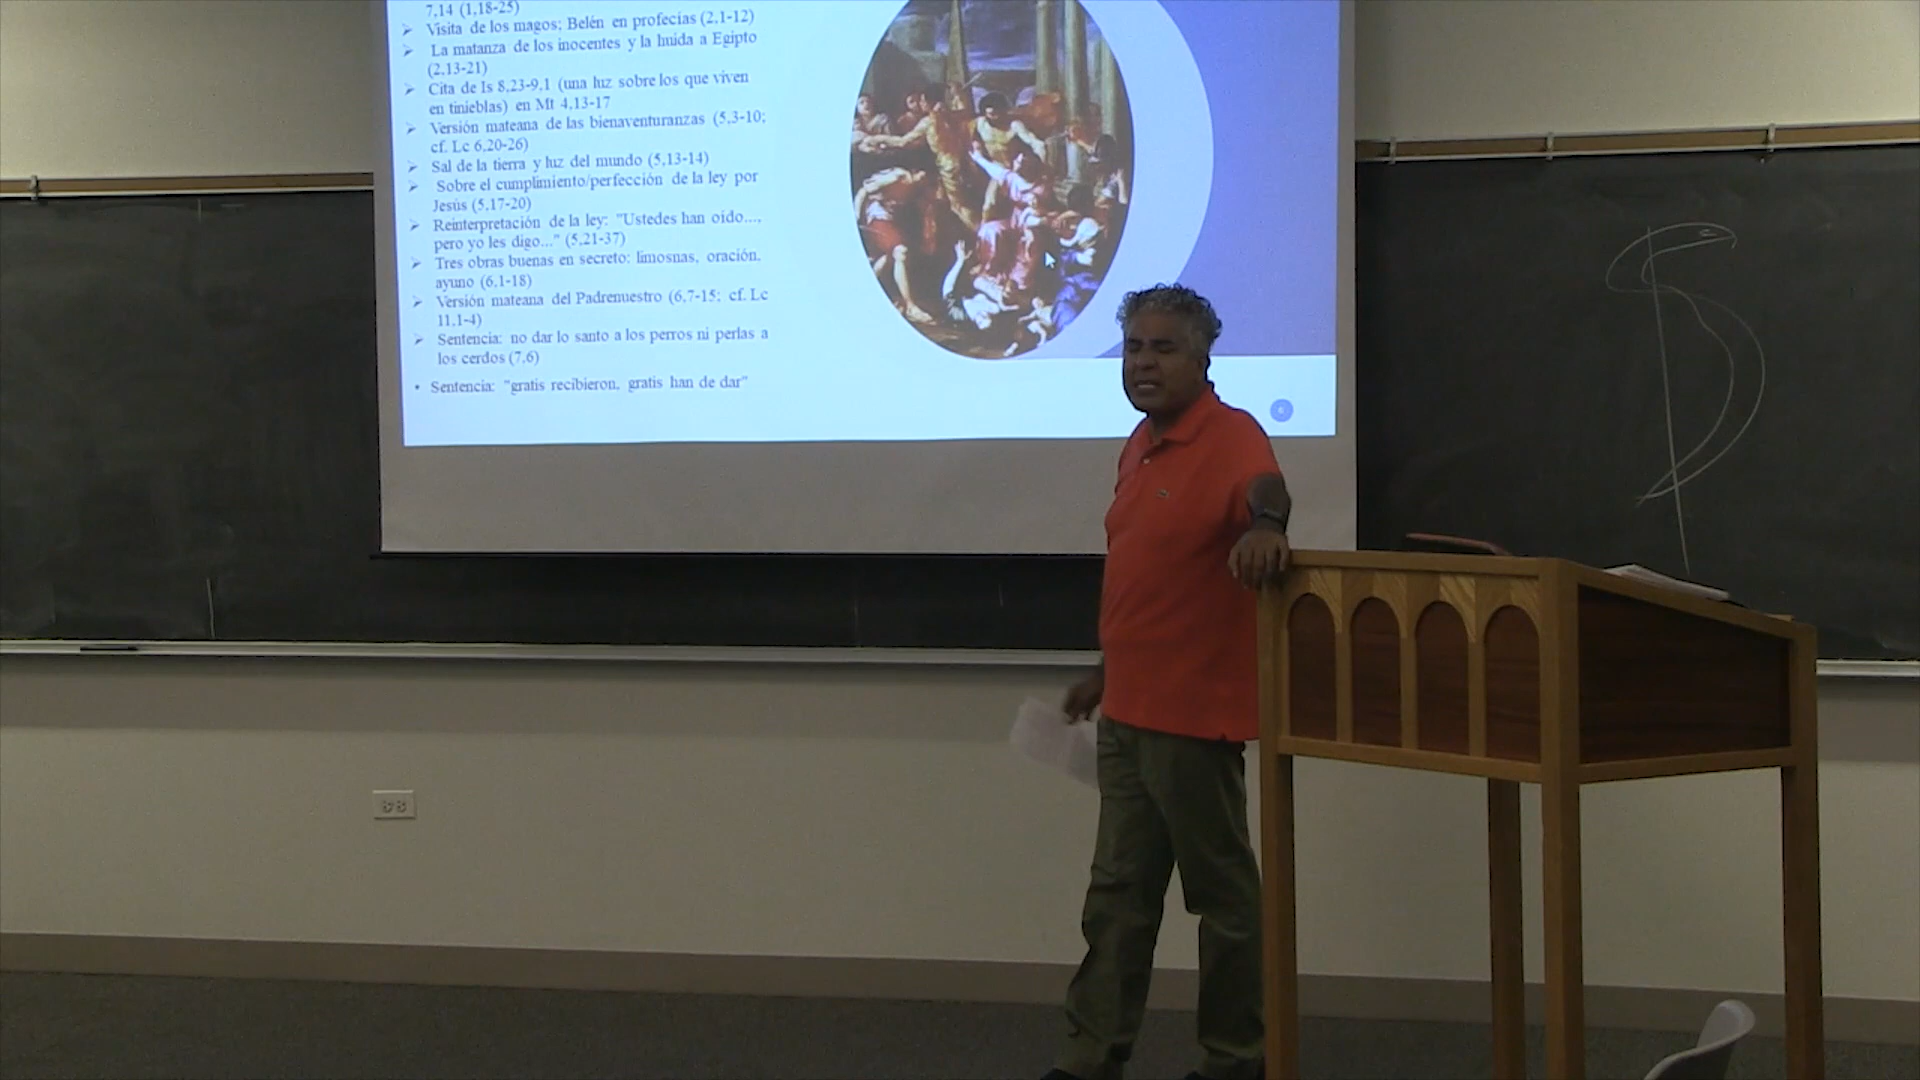 7,14 (1,18-25)
➢ Visita de los magos; Belén en profecías (2,1-12)
➢ La matanza de los inocentes y la huida a Egipto
(2,13-21)
➢ Cita de Is 8,23-9,1 (una luz sobre los que viven
en tinieblas) en Mt 4,13-17
➢ Versión mateana de las bienaventuranzas (5,3-10;
cf. Lc 6,20-26)
➢ Sal de la tierra y luz del mundo (5,13-14)
➢ Sobre el cumplimiento/perfección de la ley por
Jesús (5,17-20)
➢ Reinterpretación de la ley: "Ustedes han oído...,
pero yo les digo..." (5,21-37)
➢ Tres obras buenas en secreto: limosnas, oración,
ayuno (6,1-18)
➢ Versión mateana del Padrenuestro (6,7-15; cf. Lc
11,1-4)
➢ Sentencia: no dar lo santo a los perros ni perlas a
los cerdos (7,6)
• Sentencia: "gratis recibieron, gratis han de dar"